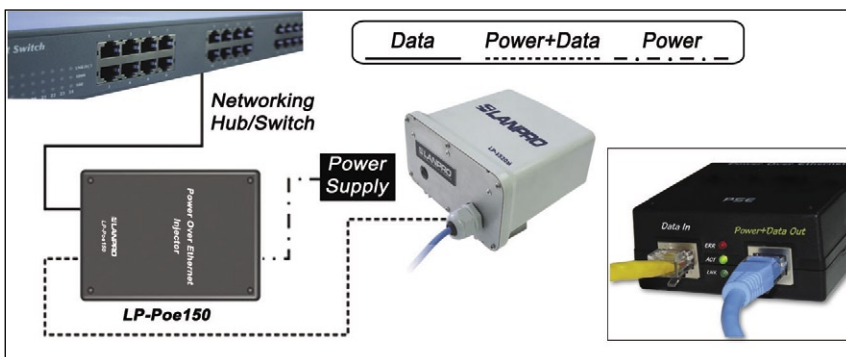 t Switch
Data
Power+Data
Power
Networking
Hub/Switch
Power
Supply
LANPRO
LANPRO
Power Over Ethernet
Injector
LANPRO
LP-Poe150
LP-Poe150
PSE
Data In
Power+Data Out
ERR
ACT
LNK